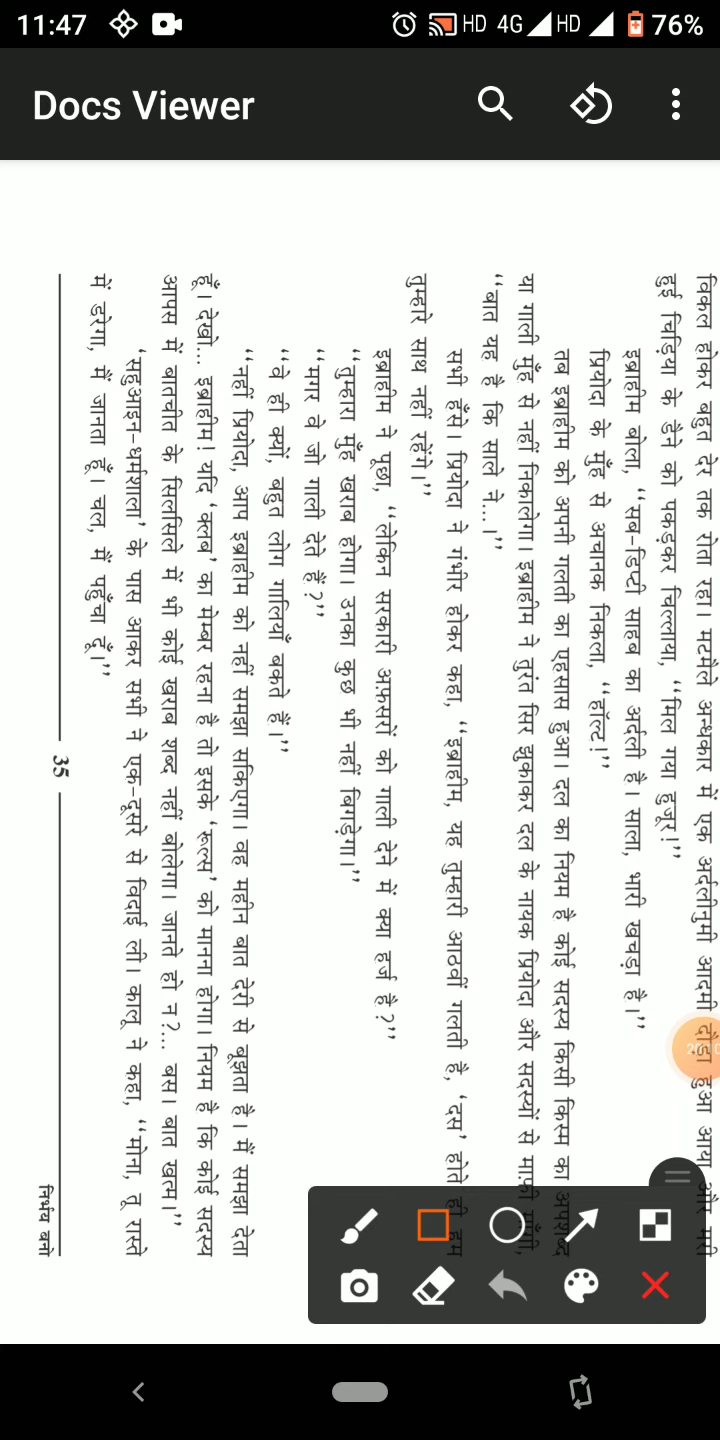 11:47
HD 4G HD 76%
Docs Viewer
विकल होकर बहुत देर तक रोता रहा। मटमैले अन्धकार में एक अर्दलीनुमी आदमी दौड़ा हुआ आया और मरी
हुई चिड़िया के डैने को पकड़कर चिल्लाया, “मिल गया हुजूर!”
इब्राहीम बोला, “सब-डिप्टी साहब का अर्दली है। साला, भारी खचड़ा है।”
प्रियोदा के मुँह से अचानक निकला, “हॉल्ट!”
तब इब्राहीम को अपनी गलती का एहसास हुआ। दल का नियम है कोई सदस्य किसी किस्म का अपशब्द
या गाली मुँह से नहीं निकालेगा। इब्राहीम ने तुरंत सिर झुकाकर दल के नायक प्रियोदा और सदस्यों से माफ़ी माँगी,
“बात यह है कि साले ने...।”
सभी हँसे। प्रियोदा ने गंभीर होकर कहा, “इब्राहीम, यह तुम्हारी आठवीं गलती है, ‘दस’ होते ही हम
तुम्हारे साथ नहीं रहेंगे।”
इब्राहीम ने पूछा, “लेकिन सरकारी अफ़सरों को गाली देने में क्या हर्ज है?”
“तुम्हारा मुँह खराब होगा। उनका कुछ भी नहीं बिगड़ेगा।”
“मगर वे जो गाली देते हैं?”
“वे ही क्यों, बहुत लोग गालियाँ बकते हैं।”
“नहीं प्रियोदा, आप इब्राहीम को नहीं समझा सकिएगा। वह महीन बात देरी से बूझता है। मैं समझा देता
हूँ। देखो... इब्राहीम! यदि ‘क्लब’ का मेम्बर रहना है तो इसके ‘रूल्स’ को मानना होगा। नियम है कि कोई सदस्य
आपस में बातचीत के सिलसिले में भी कोई खराब शब्द नहीं बोलेगा। जानते हो न?... बस। बात खत्म।”
‘सहुआइन-धर्मशाला’ के पास आकर सभी ने एक-दूसरे से विदाई ली। कालू ने कहा, “मोना, तू रास्ते
में डरेगा, मैं जानता हूँ। चल, मैं पहुँचा दूँ।”
35
निर्भय बनो